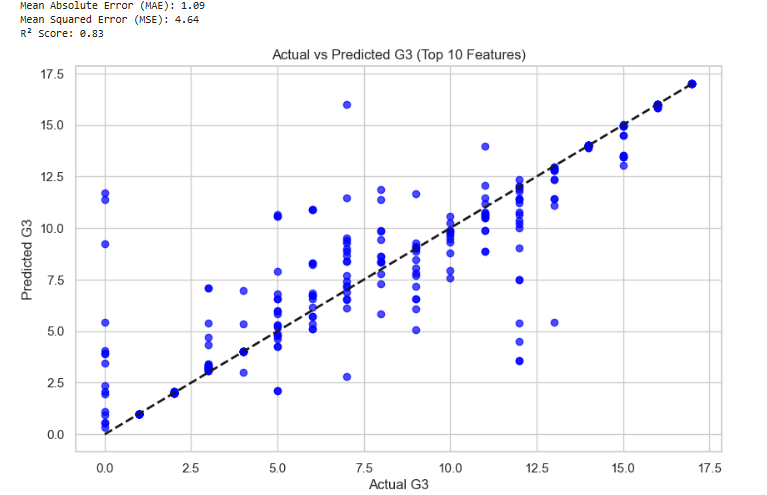 Mean Absolute Error (MAE): 1.09
Mean Squared Error (MSE): 4.64
R² Score: 0.83
Actual vs Predicted G3 (Top 10 Features)
17.5
15.0
12.5
10.0
7.5
5.0
2.5
0.0
Predicted G3
0.0 2.5 5.0 7.5 10.0 12.5 15.0 17.5
Actual G3